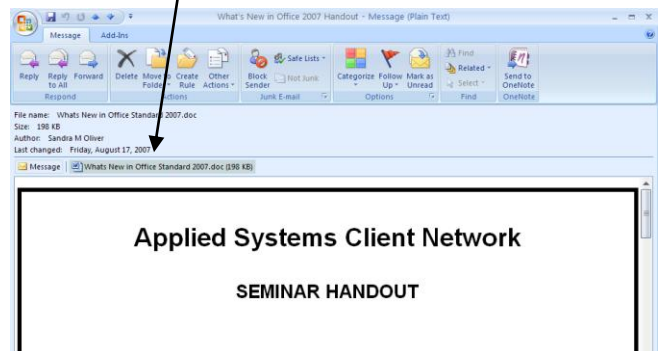 What's New in Office 2007 Handout - Message (Plain Text)
Message Add-Ins
Reply Reply to All Forward Delete Move to Folder Create Rule Other Actions Block Sender Safe Lists Not Junk Categorize Follow Up Mark as Unread Find Related Select Send to OneNote
Respond Actions Junk E-mail Options Find OneNote
File name: Whats New in Office Standard 2007.doc
Size: 198 KB
Author: Sandra M Oliver
Last changed: Friday, August 17, 2007
Message Whats New in Office Standard 2007.doc (198 KB)
Applied Systems Client Network
SEMINAR HANDOUT